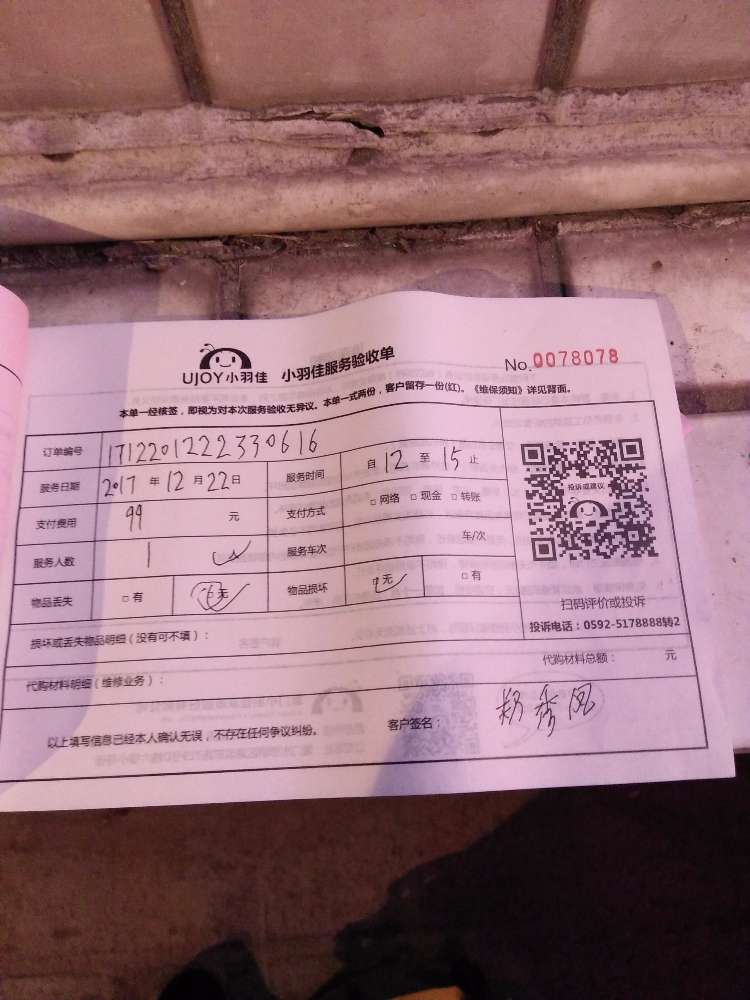 UJOY小羽佳 小羽佳服务验收单 No.0078078
本单一经核签，即视为对本次服务验收无异议。本单一式两份，客户留存一份(红)。《维保须知》详见背面。
订单编号 1712201222330616
服务日期 2017 年 12 月 22 日 服务时间 自 12 至 15 止
支付费用 99 元 支付方式 □网络 □现金 □转账
服务人数 1 人 服务车次 车/次
物品丢失 □有 □无 物品损坏 □无 □有
投诉或建议
扫码评价或投诉
投诉电话：0592-5178888转2
损坏或丢失物品明细（没有可不填）：
代购材料明细（维修业务）： 代购材料总额： 元
以上填写信息已经本人确认无误，不存在任何争议纠纷。 客户签名： 秀凤